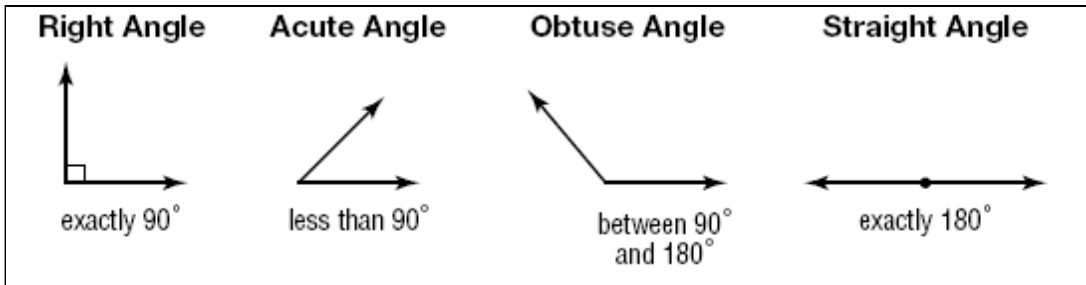 Right Angle
Acute Angle
Obtuse Angle
Straight Angle
exactly 90°
less than 90°
between 90°
and 180°
exactly 180°